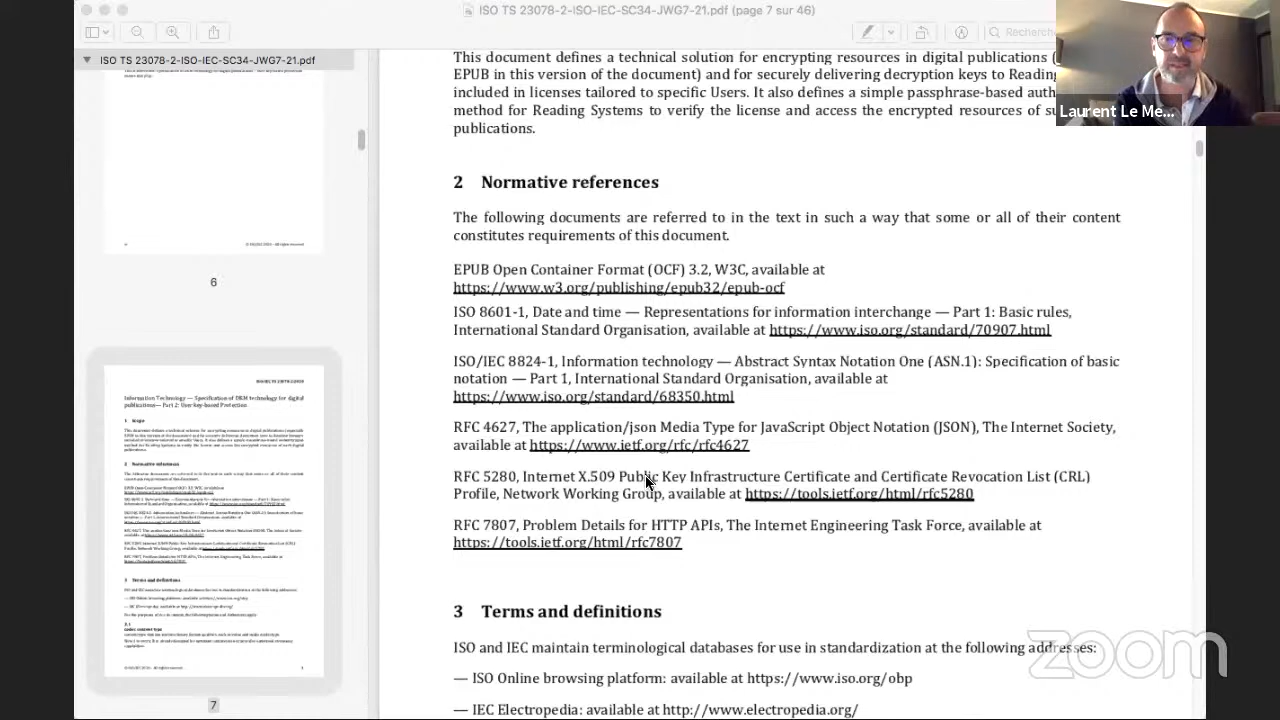 ISO TS 23078-2-ISO-IEC-SC34-JWG7-21.pdf (page 7 sur 46)
Recherch
ISO TS 23078-2-ISO-IEC-SC34-JWG7-21.pdf
6
7
This document defines a technical solution for encrypting resources in digital publications (
EPUB in this version of the document) and for securely delivering decryption keys to Reading
included in licenses tailored to specific Users. It also defines a simple passphrase-based auth
method for Reading Systems to verify the license and access the encrypted resources of su
publications.
2 Normative references
The following documents are referred to in the text in such a way that some or all of their content
constitutes requirements of this document.
EPUB Open Container Format (OCF) 3.2, W3C, available at
https://www.w3.org/publishing/epub32/epub-ocf
ISO 8601-1, Date and time — Representations for information interchange — Part 1: Basic rules,
International Standard Organisation, available at https://www.iso.org/standard/70907.html
ISO/IEC 8824-1, Information technology — Abstract Syntax Notation One (ASN.1): Specification of basic
notation — Part 1, International Standard Organisation, available at
https://www.iso.org/standard/68350.html
RFC 4627, The application/json Media Type for JavaScript Object Notation (JSON), The Internet Society,
available at https://www.ietf.org/rfc/rfc4627
RFC 5280, Internet X.509 Public Key Infrastruture Certificate and Certificate Revocation List (CRL)
Profile, Network Working Group, available at https://tools.ietf.org/html/rfc5280
RFC 7807, Problem Details for HTTP APIs, The Internet Engineering Task Force, available at
https://tools.ietf.org/html/rfc7807
3 Terms and definitions
ISO and IEC maintain terminological databases for use in standardization at the following addresses:
— ISO Online browsing platform: available at https://www.iso.org/obp
— IEC Electropedia: available at http://www.electropedia.org/
Laurent Le Me...
zoom